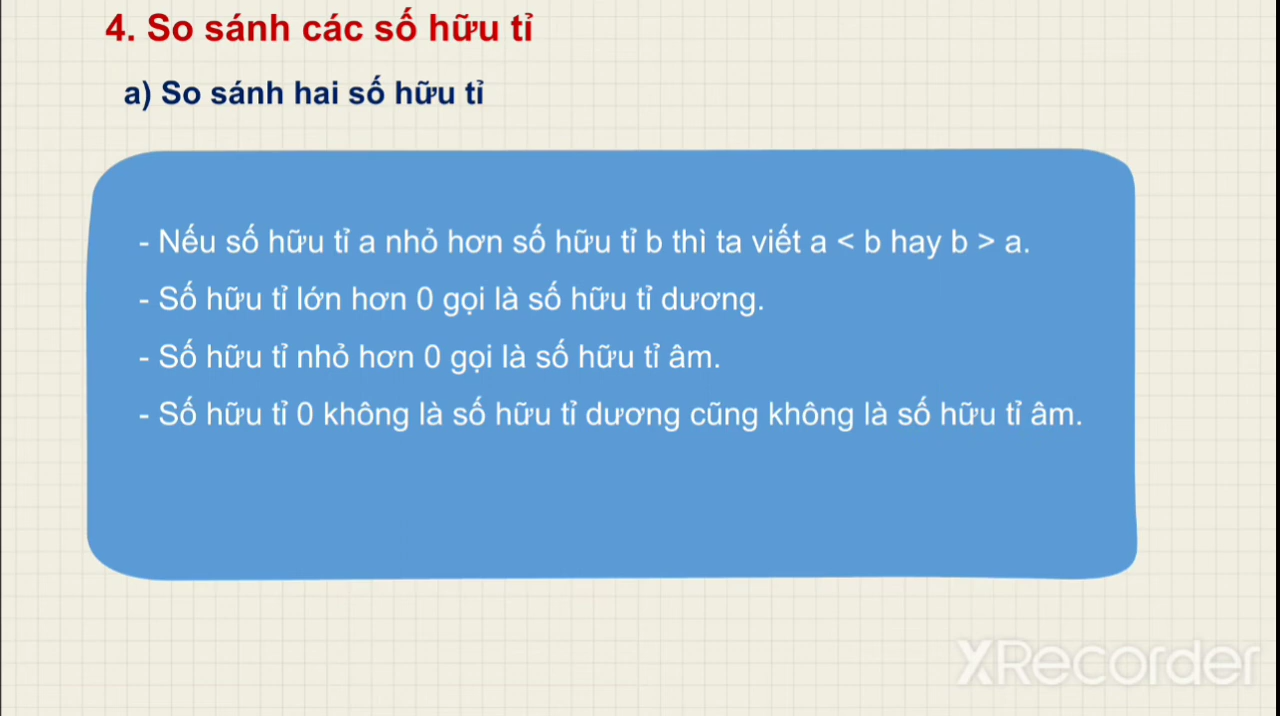 4. So sánh các số hữu tỉ
a) So sánh hai số hữu tỉ
- Nếu số hữu tỉ a nhỏ hơn số hữu tỉ b thì ta viết a < b hay b > a.
- Số hữu tỉ lớn hơn 0 gọi là số hữu tỉ dương.
- Số hữu tỉ nhỏ hơn 0 gọi là số hữu tỉ âm.
- Số hữu tỉ 0 không là số hữu tỉ dương cũng không là số hữu tỉ âm.
XRecorder